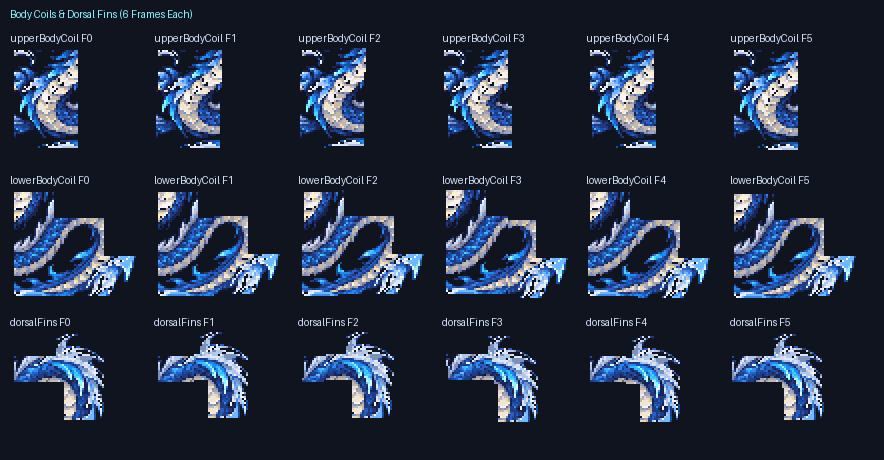 Body Coils & Dorsal Fins (6 Frames Each)
upperBodyCoil F0 upperBodyCoil F1 upperBodyCoil F2 upperBodyCoil F3 upperBodyCoil F4 upperBodyCoil F5
lowerBodyCoil F0 lowerBodyCoil F1 lowerBodyCoil F2 lowerBodyCoil F3 lowerBodyCoil F4 lowerBodyCoil F5
dorsalFins F0 dorsalFins F1 dorsalFins F2 dorsalFins F3 dorsalFins F4 dorsalFins F5